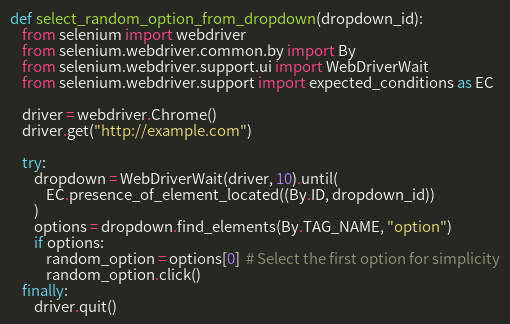 def select_random_option_from_dropdown(dropdown_id):
    from selenium import webdriver
    from selenium.webdriver.common.by import By
    from selenium.webdriver.support.ui import WebDriverWait
    from selenium.webdriver.support import expected_conditions as EC

    driver = webdriver.Chrome()
    driver.get("http://example.com")

    try:
        dropdown = WebDriverWait(driver, 10).until(
            EC.presence_of_element_located((By.ID, dropdown_id))
        )
        options = dropdown.find_elements(By.TAG_NAME, "option")
        if options:
            random_option = options[0]  # Select the first option for simplicity
            random_option.click()
    finally:
        driver.quit()